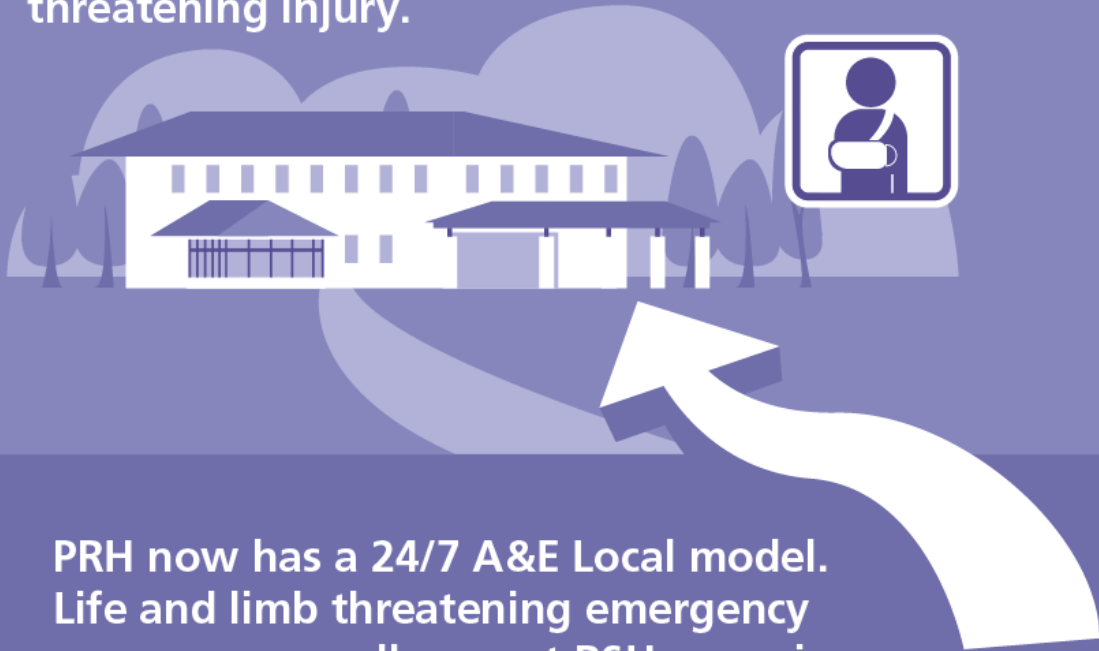 threatening injury.
PRH now has a 24/7 A&E Local model.
Life and limb threatening emergency